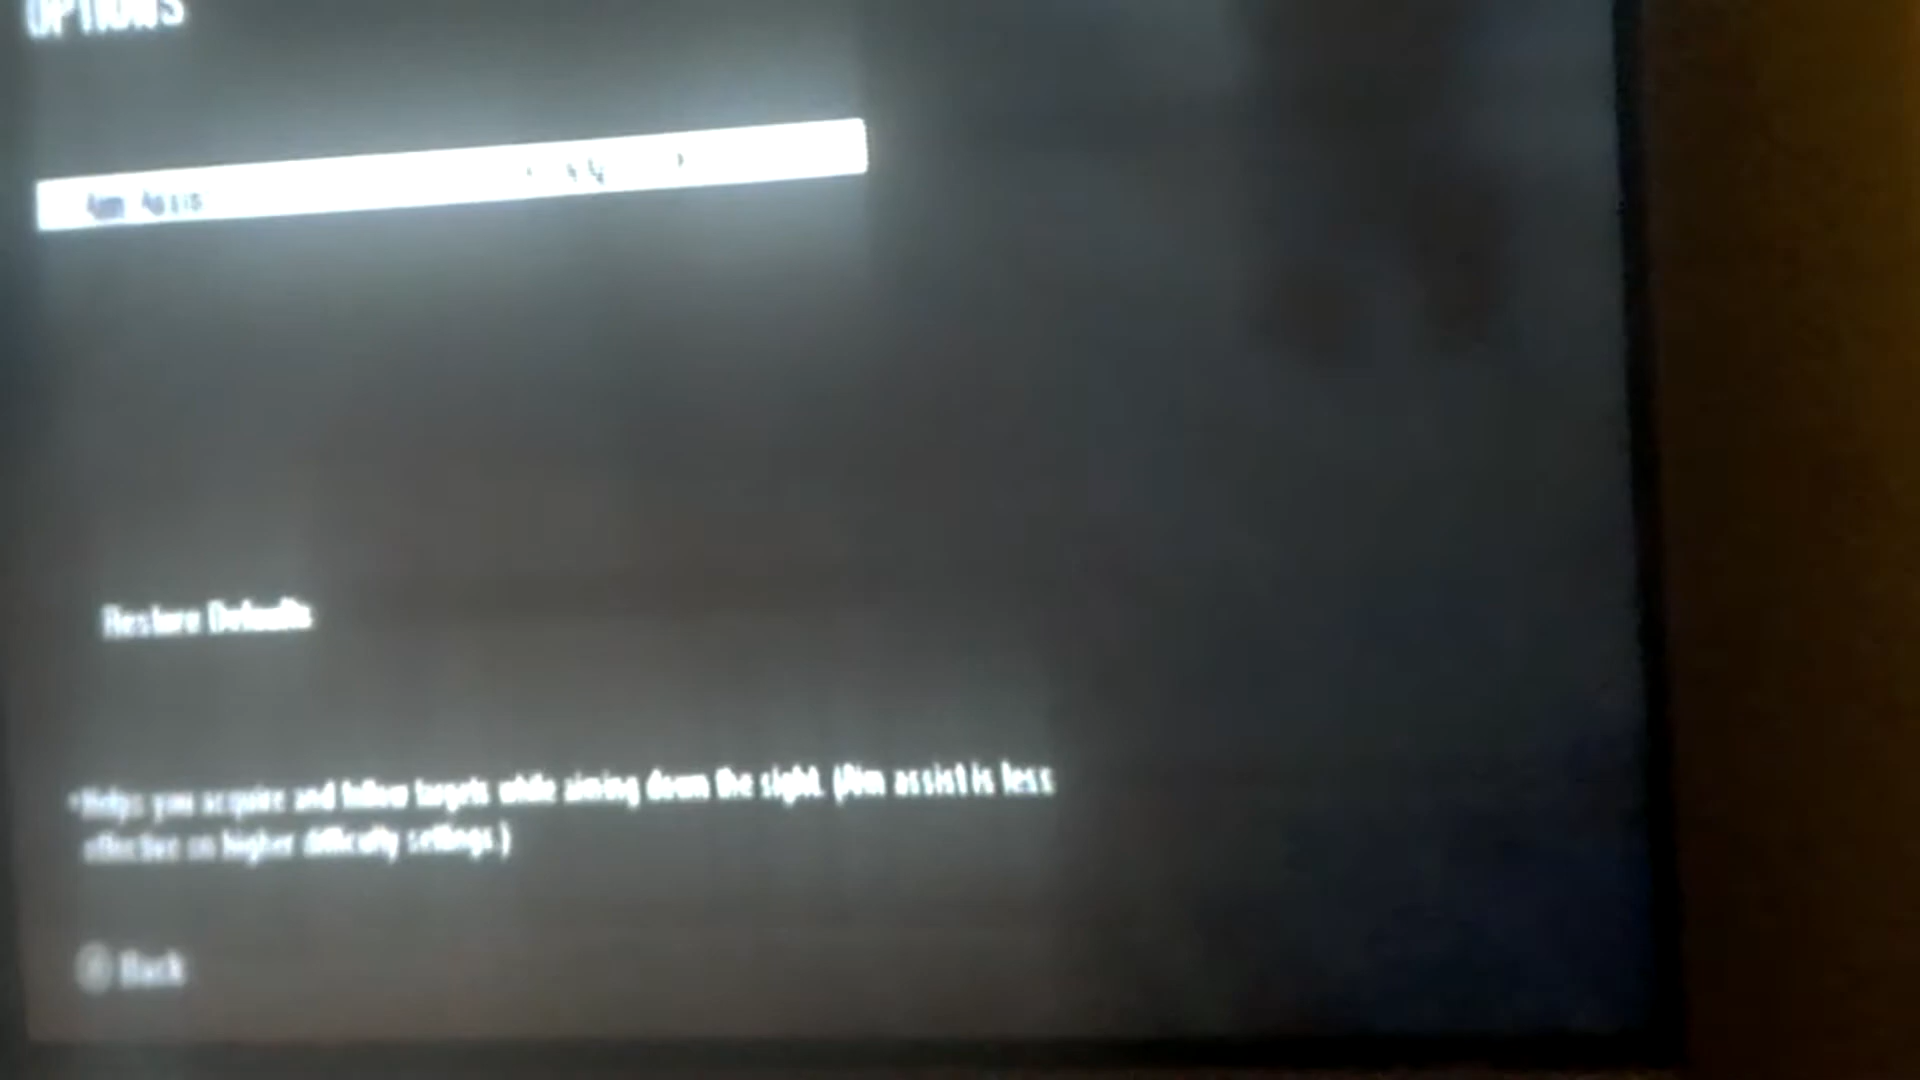 OPTIONS
Aim Assist
Restore Defaults
*Helps you acquire and follow targets while aiming down the sight. (Aim assist is less
effective on higher difficulty settings.)
Back